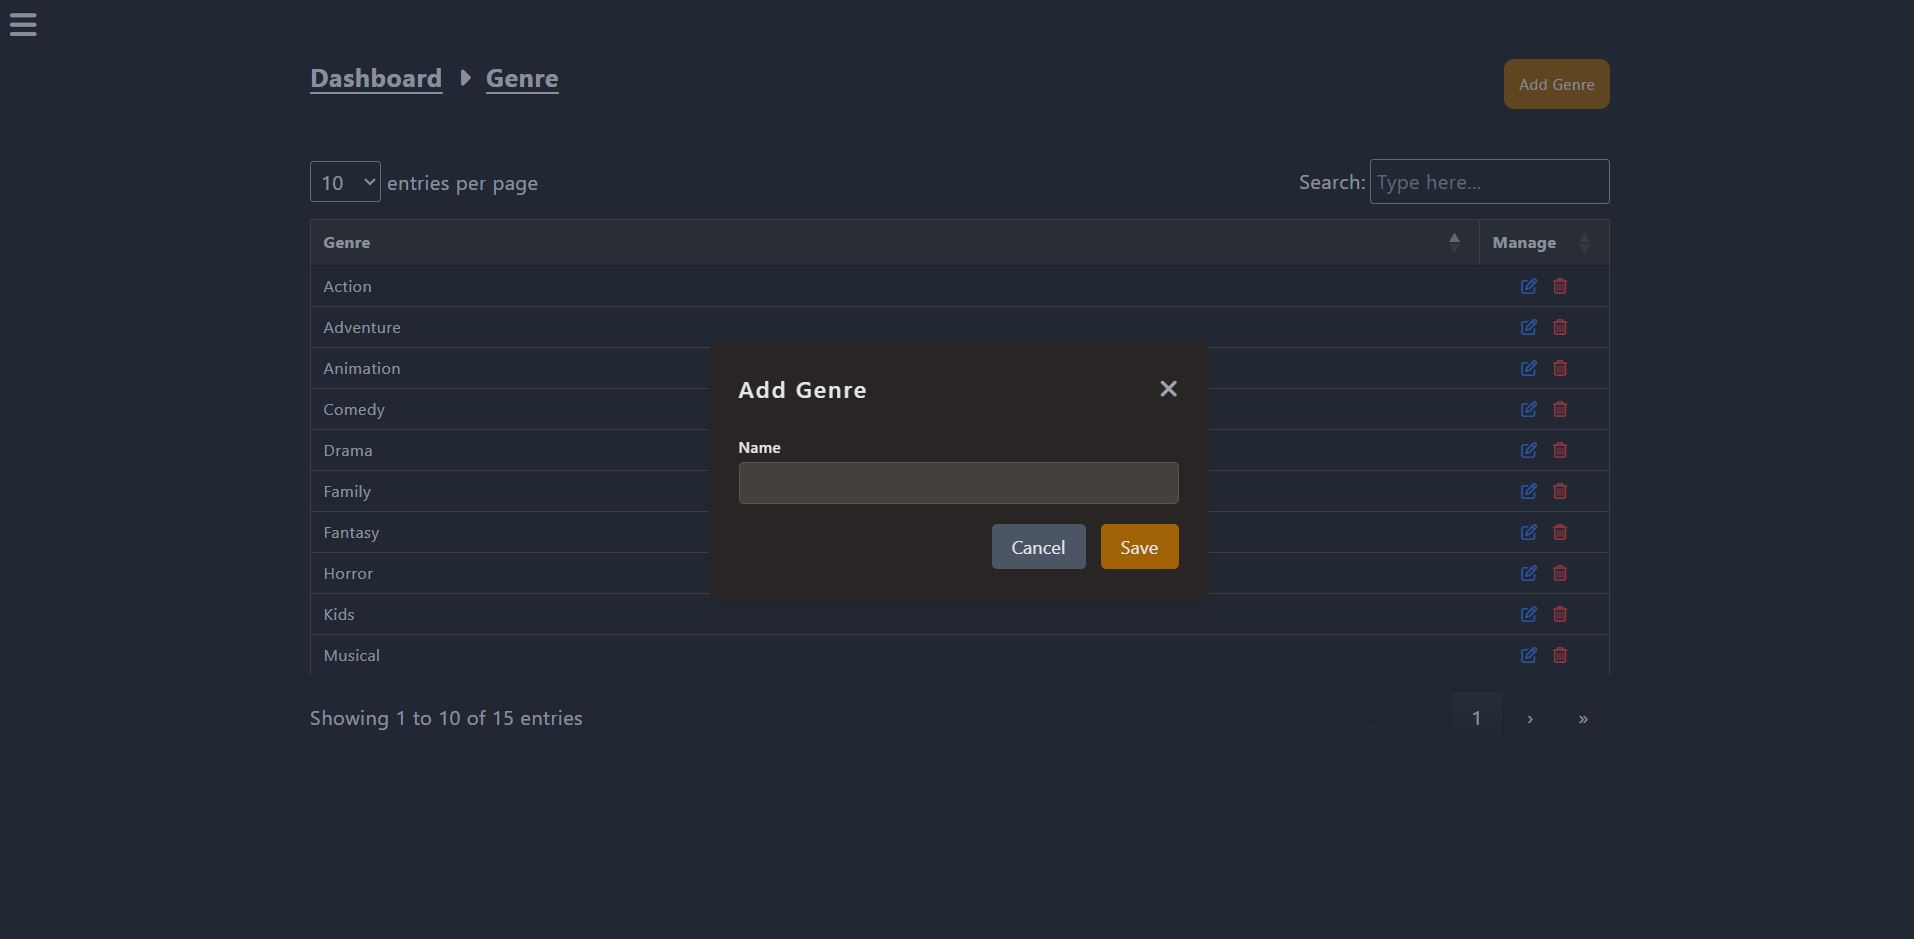 Dashboard Genre
Add Genre
10 entries per page
Search: Type here...
Genre Manage
Action
Adventure
Animation
Comedy
Drama
Family
Fantasy
Horror
Kids
Musical
Add Genre
Name
Cancel Save
Showing 1 to 10 of 15 entries
« ‹ 1 › »